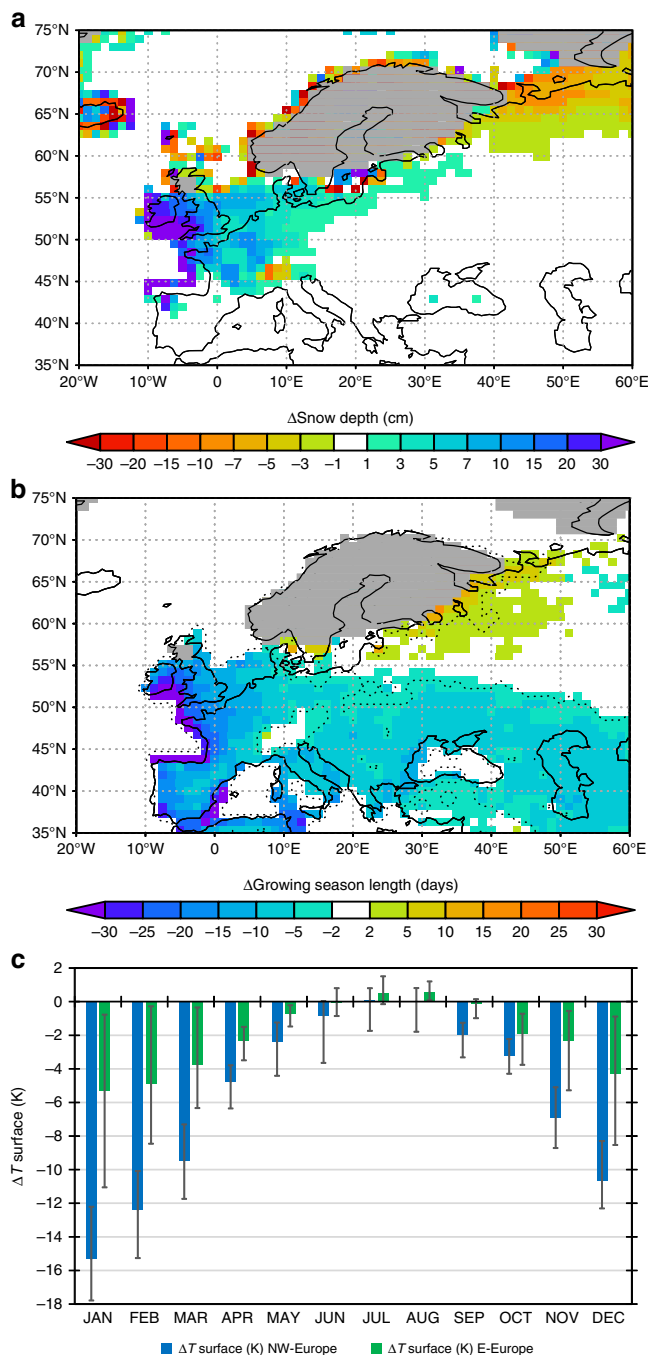 a
75°N
70°N
65°N
60°N
55°N
50°N
45°N
40°N
35°N
20°W 10°W 0 10°E 20°E 30°E 40°E 50°E 60°E
ΔSnow depth (cm)
−30 −20 −15 −10 −7 −5 −3 −1 1 3 5 7 10 15 20 30
b
75°N
70°N
65°N
60°N
55°N
50°N
45°N
40°N
35°N
20°W 10°W 0 10°E 20°E 30°E 40°E 50°E 60°E
ΔGrowing season length (days)
−30 −25 −20 −15 −10 −5 −2 2 5 10 15 20 25 30
c
2
0
−2
−4
−6
−8
−10
−12
−14
−16
−18
ΔT surface (K)
JAN FEB MAR APR MAY JUN JUL AUG SEP OCT NOV DEC
ΔT surface (K) NW-Europe ΔT surface (K) E-Europe